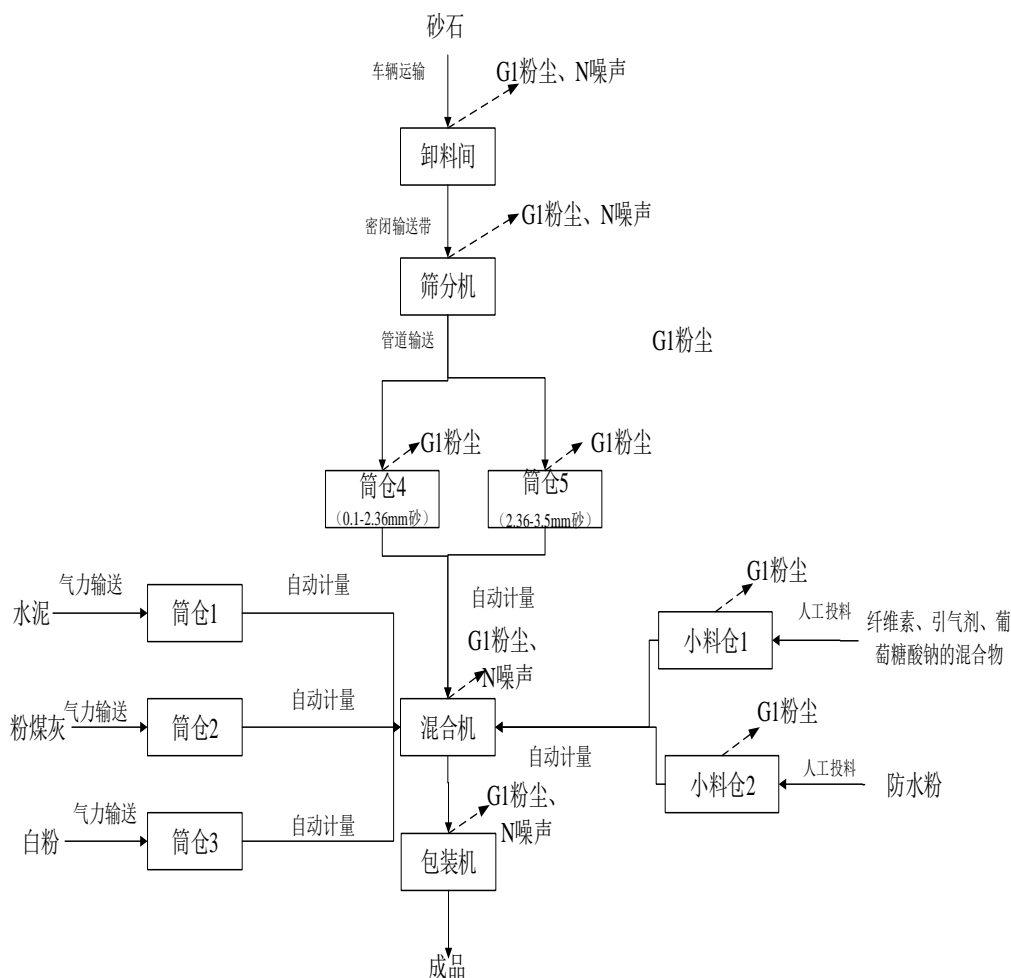 砂石
车辆运输
G1粉尘、N噪声
卸料间
密闭输送带
G1粉尘、N噪声
筛分机
管道输送
G1粉尘
G1粉尘
G1粉尘
筒仓4
（0.1-2.36mm砂）
筒仓5
（2.36-3.5mm砂）
水泥
气力输送
筒仓1
自动计量
自动计量
G1粉尘、
N噪声
G1粉尘
小料仓1
人工投料
纤维素、引气剂、葡
萄糖酸钠的混合物
粉煤灰
气力输送
筒仓2
自动计量
混合机
自动计量
G1粉尘
小料仓2
人工投料
防水粉
白粉
气力输送
筒仓3
自动计量
G1粉尘、
N噪声
包装机
成品